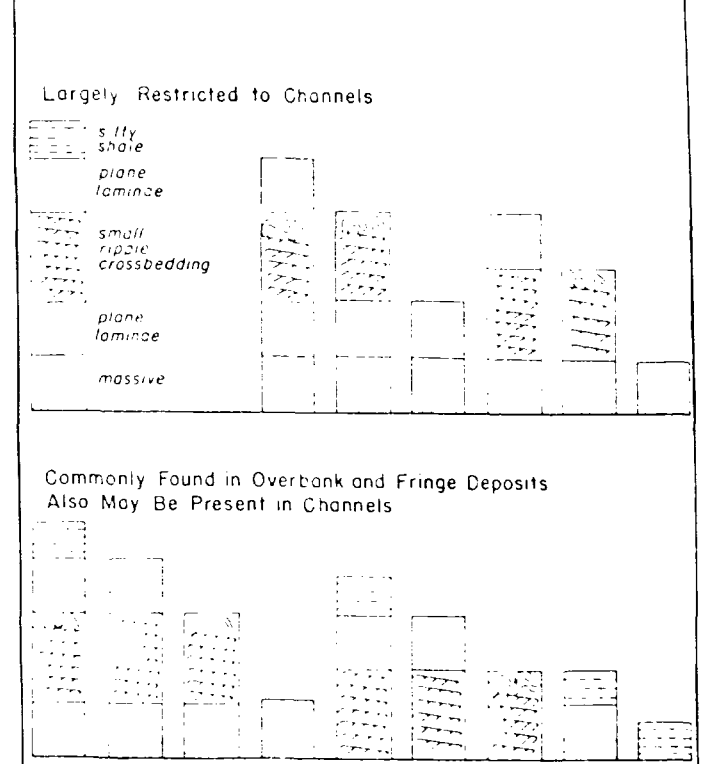 Largely Restricted to Channels
silty
shale
plane
laminae
small
ripple
crossbedding
plane
laminae
massive
Commonly Found in Overbank and Fringe Deposits
Also May Be Present in Channels